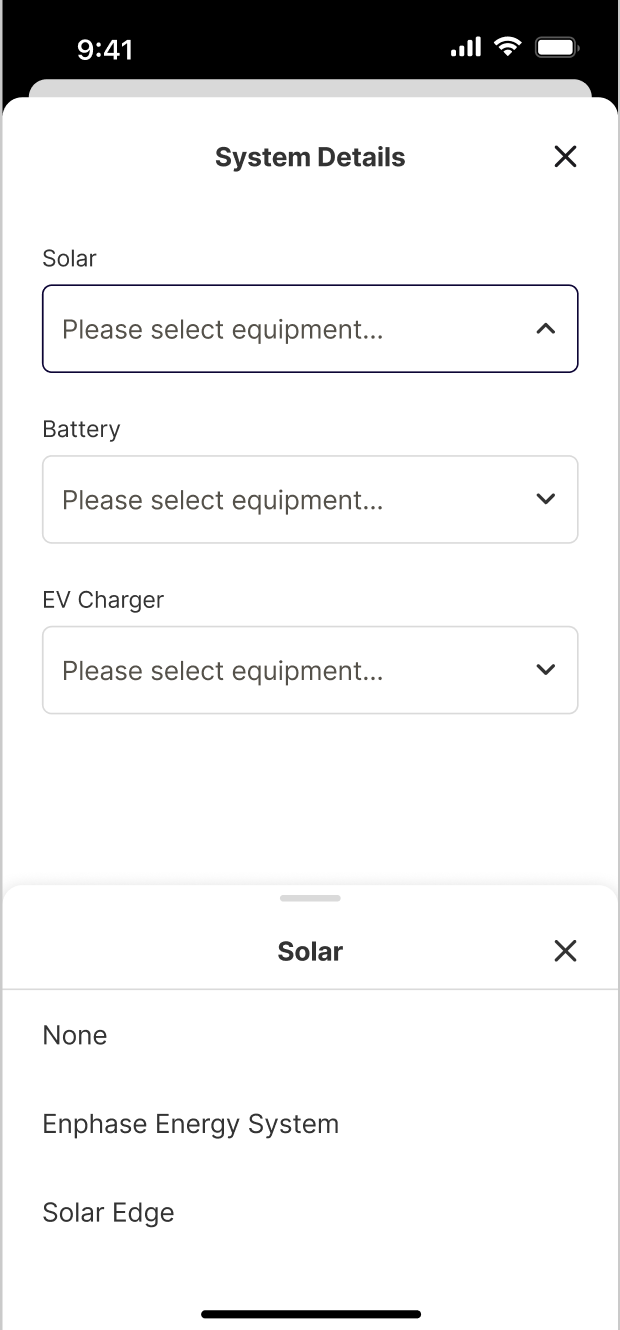 9:41
System Details
Solar
Please select equipment...
Battery
Please select equipment...
EV Charger
Please select equipment...
Solar
None
Enphase Energy System
Solar Edge